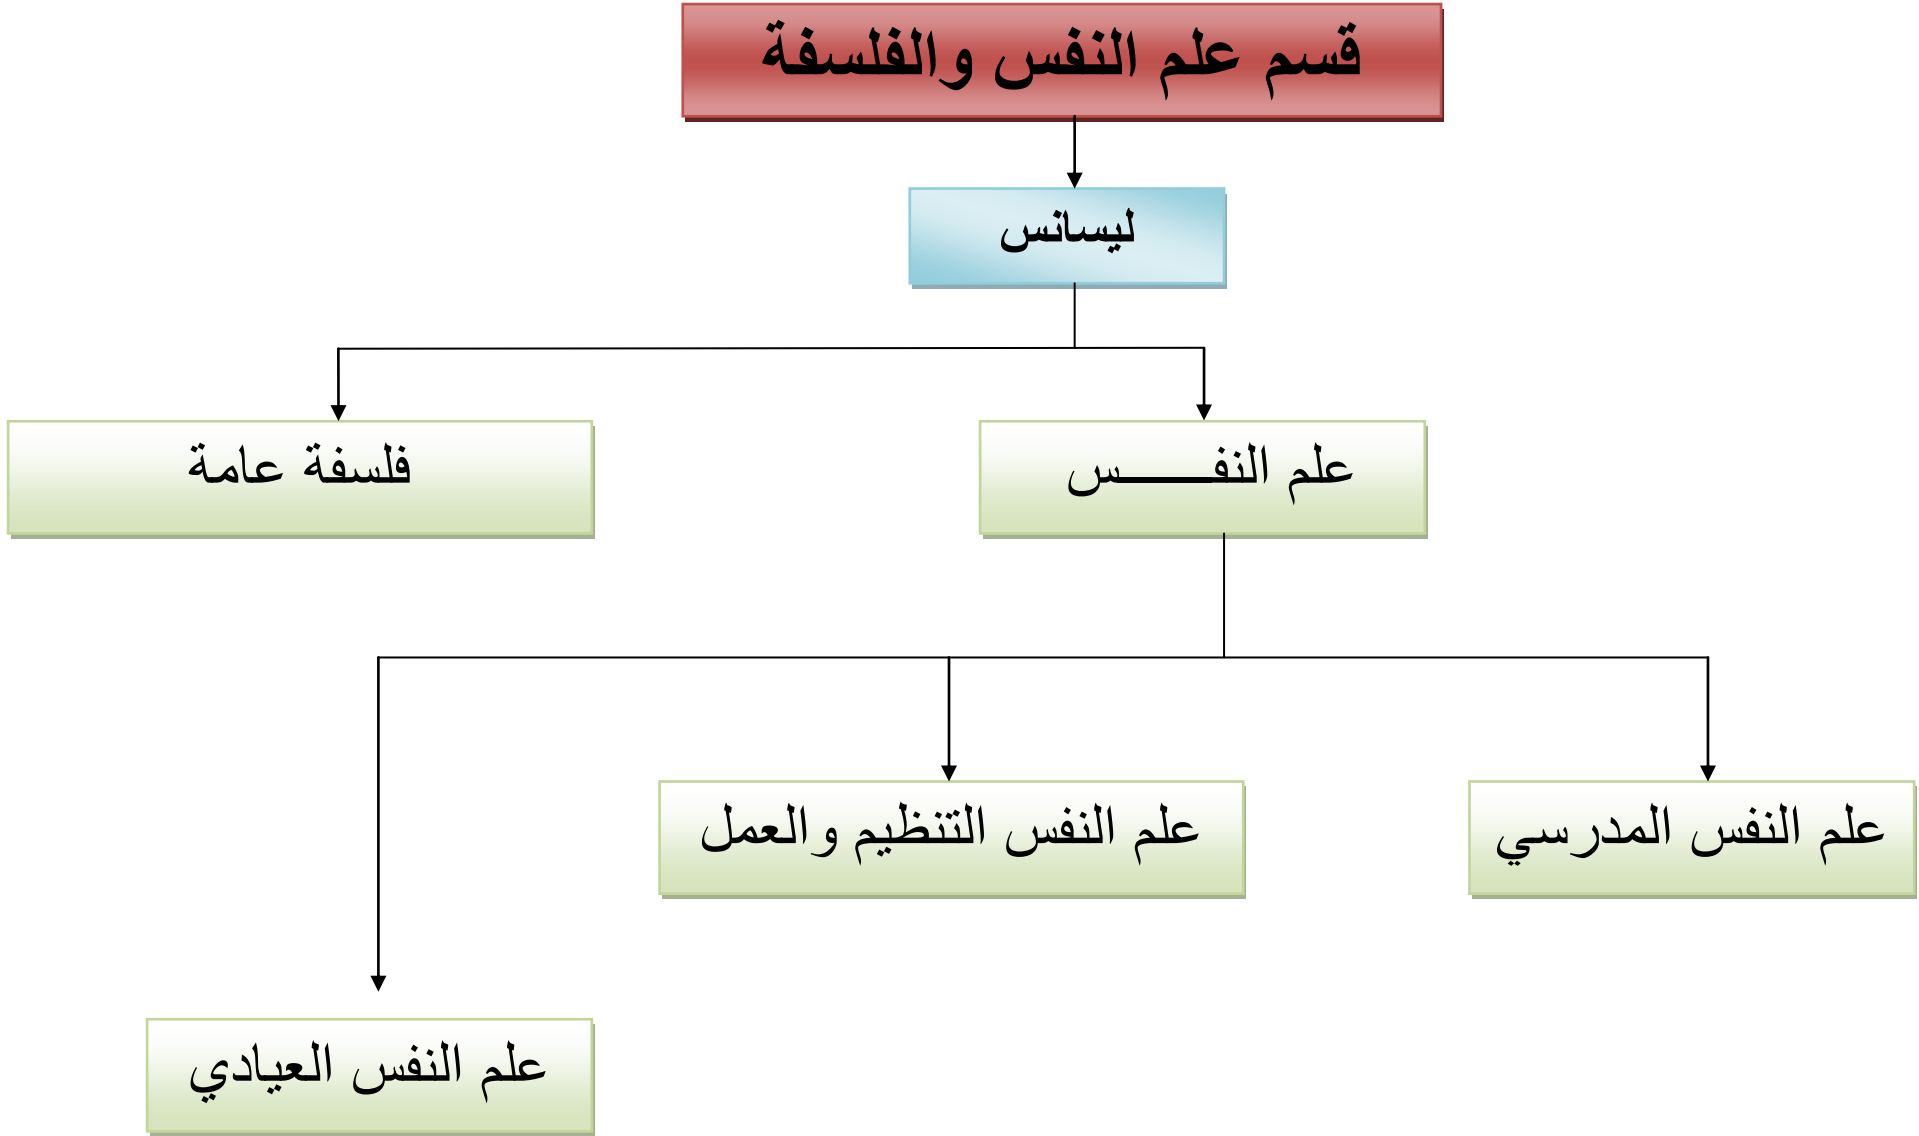 قسم علم النفس والفلسفة
ليسانس
علم النفـــــــس
فلسفة عامة
علم النفس المدرسي
علم النفس التنظيم والعمل
علم النفس العيادي